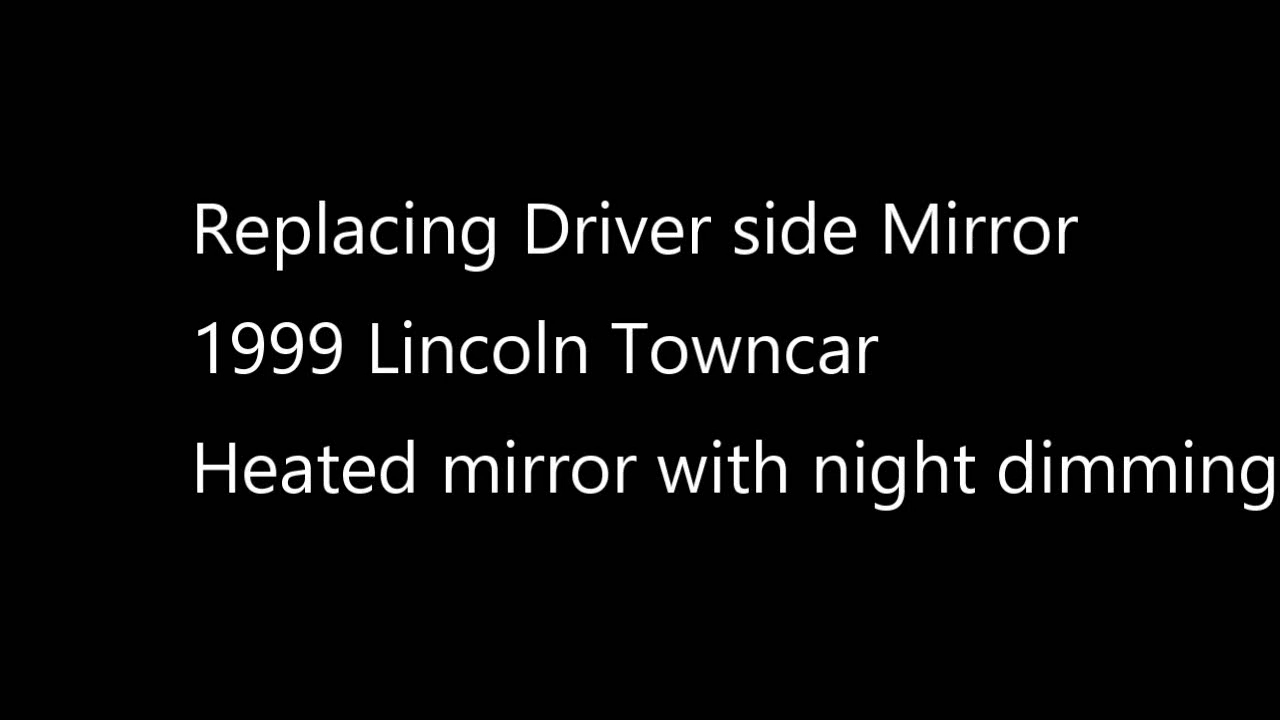 Replacing Driver side Mirror
1999 Lincoln Towncar
Heated mirror with night dimming